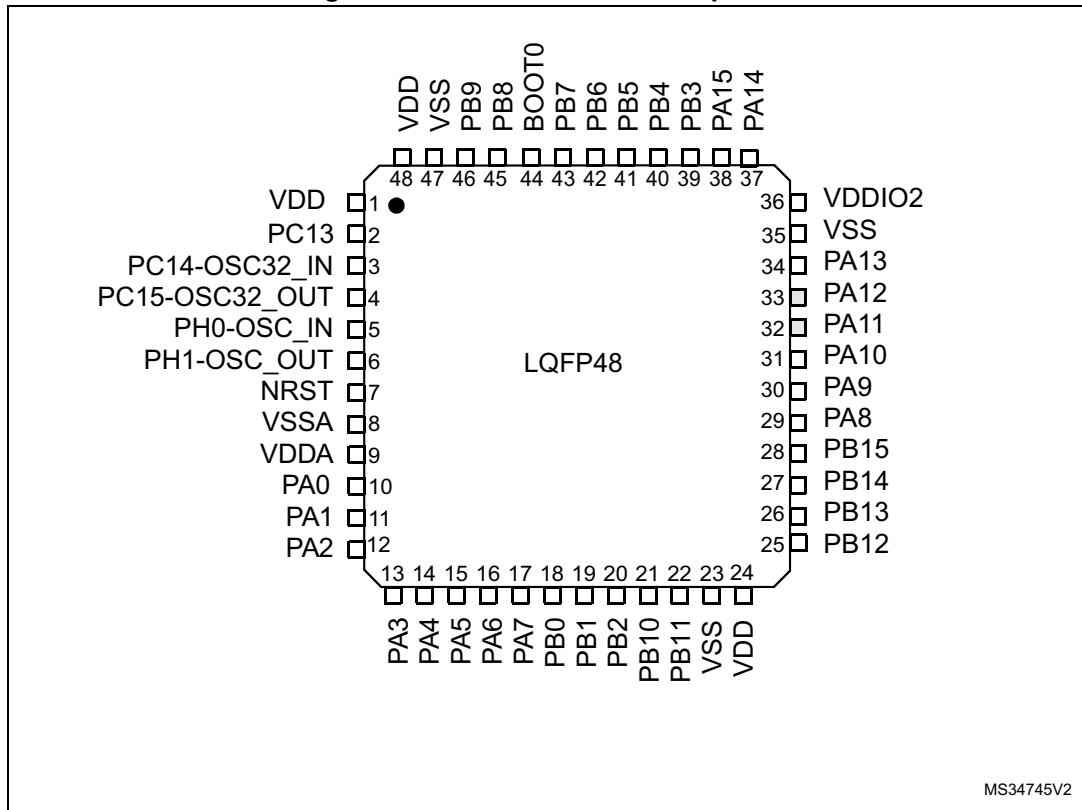 VDD
VSS
PB9
PB8
BOOT0
PB7
PB6
PB5
PB4
PB3
PA15
PA14
48 47 46 45 44 43 42 41 40 39 38 37
VDD 1
PC13 2
PC14-OSC32_IN 3
PC15-OSC32_OUT 4
PH0-OSC_IN 5
PH1-OSC_OUT 6
NRST 7
VSSA 8
VDDA 9
PA0 10
PA1 11
PA2 12
LQFP48
36 VDDIO2
35 VSS
34 PA13
33 PA12
32 PA11
31 PA10
30 PA9
29 PA8
28 PB15
27 PB14
26 PB13
25 PB12
13 14 15 16 17 18 19 20 21 22 23 24
PA3
PA4
PA5
PA6
PA7
PB0
PB1
PB2
PB10
PB11
VSS
VDD
MS34745V2